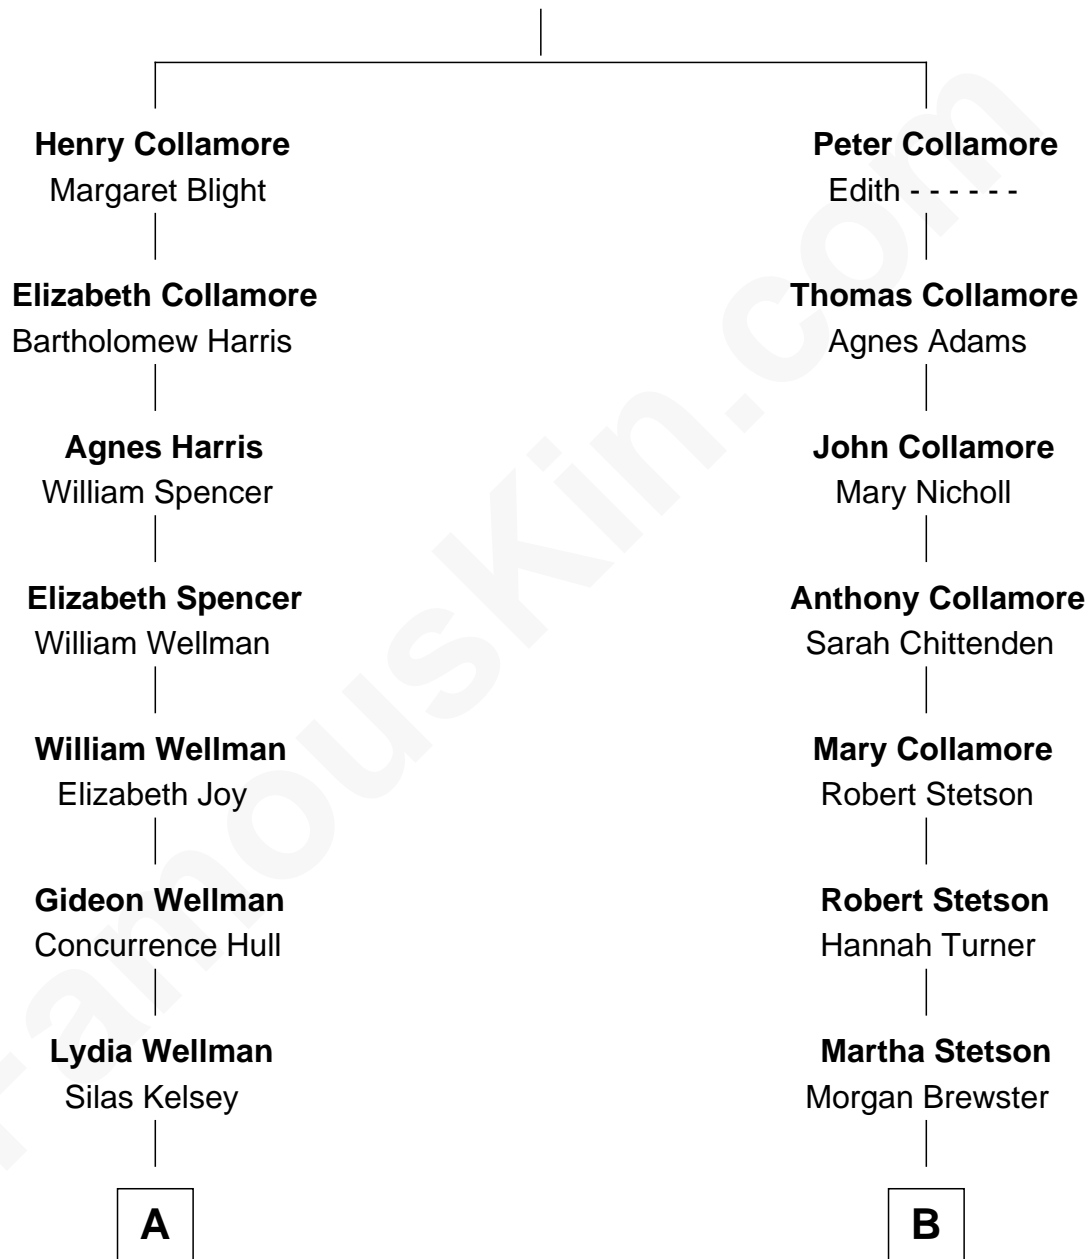 Henry Collamore
Margaret Blight
Peter Collamore
Edith - - - - - -
Elizabeth Collamore
Bartholomew Harris
Thomas Collamore
Agnes Adams
Agnes Harris
William Spencer
John Collamore
Mary Nicholl
Elizabeth Spencer
William Wellman
Anthony Collamore
Sarah Chittenden
William Wellman
Elizabeth Joy
Mary Collamore
Robert Stetson
Gideon Wellman
Concurrence Hull
Robert Stetson
Hannah Turner
Lydia Wellman
Silas Kelsey
Martha Stetson
Morgan Brewster
A
B
FamousKin.com